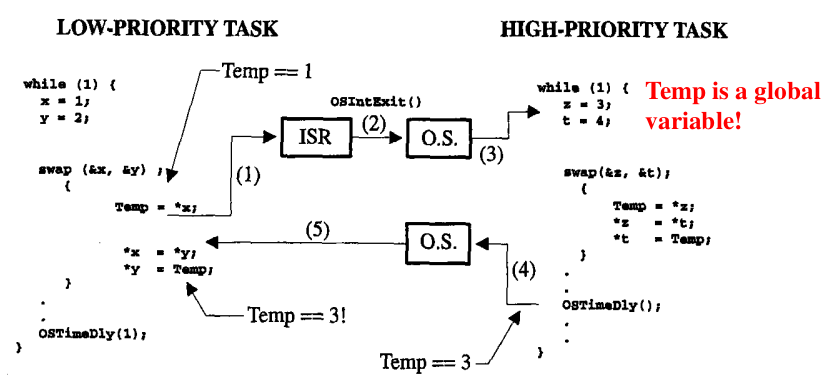 LOW-PRIORITY TASK
while (1) {
x = 1;
y = 2;
swap (&x, &y) ;
{
Temp = *x;
*x = *y;
*y = Temp;
}
.
.
OSTimeDly(1);
}
Temp == 1
Temp == 3!
(1)
ISR
OSIntExit()
(2)
O.S.
(3)
(5)
O.S.
(4)
Temp == 3
HIGH-PRIORITY TASK
while (1) {
z = 3;
t = 4;
Temp is a global
variable!
swap(&z, &t);
{
Temp = *z;
*z = *t;
*t = Temp;
}
.
.
OSTimeDly();
.
.
}